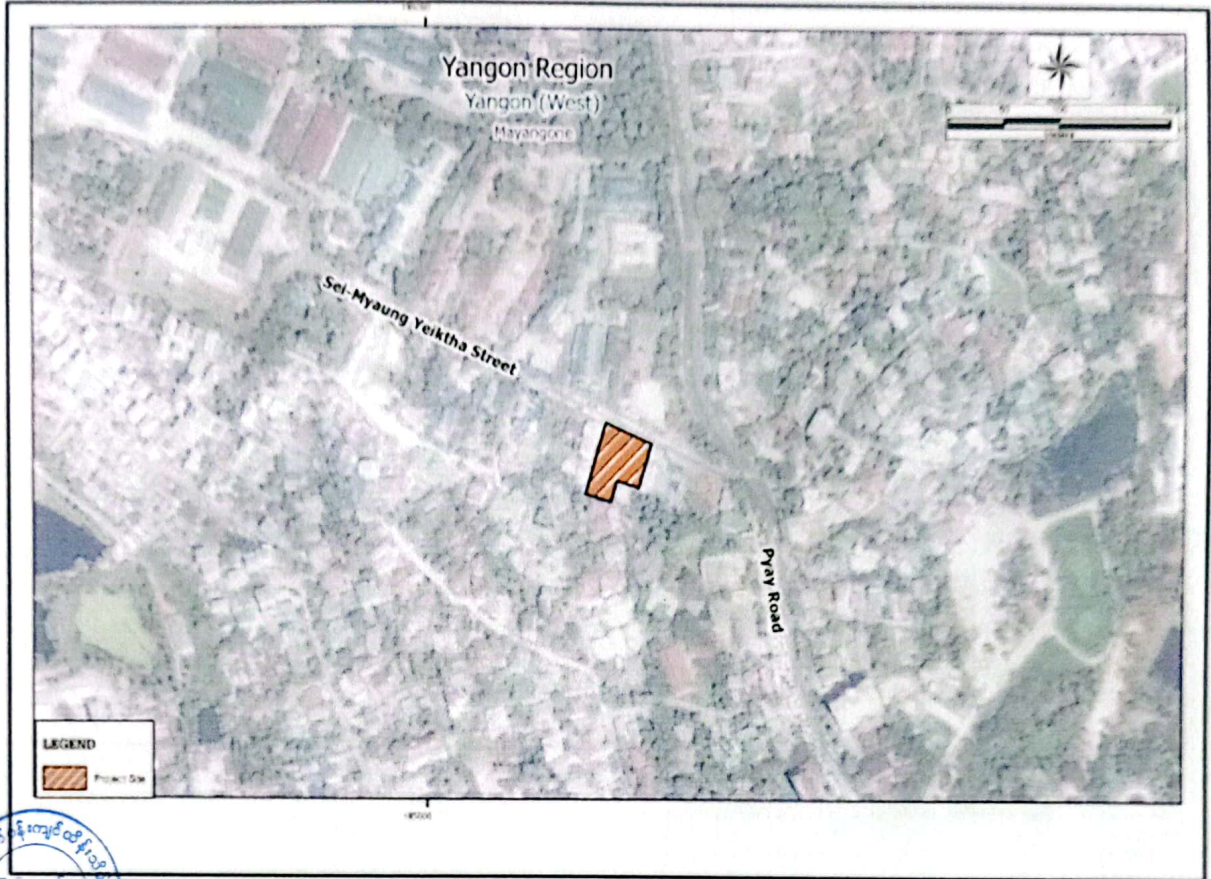 Yangon Region
Yangon (West)
Mayangone
Sei-Myaung Yeiktha Street
Pyay Road
LEGEND
Project Site